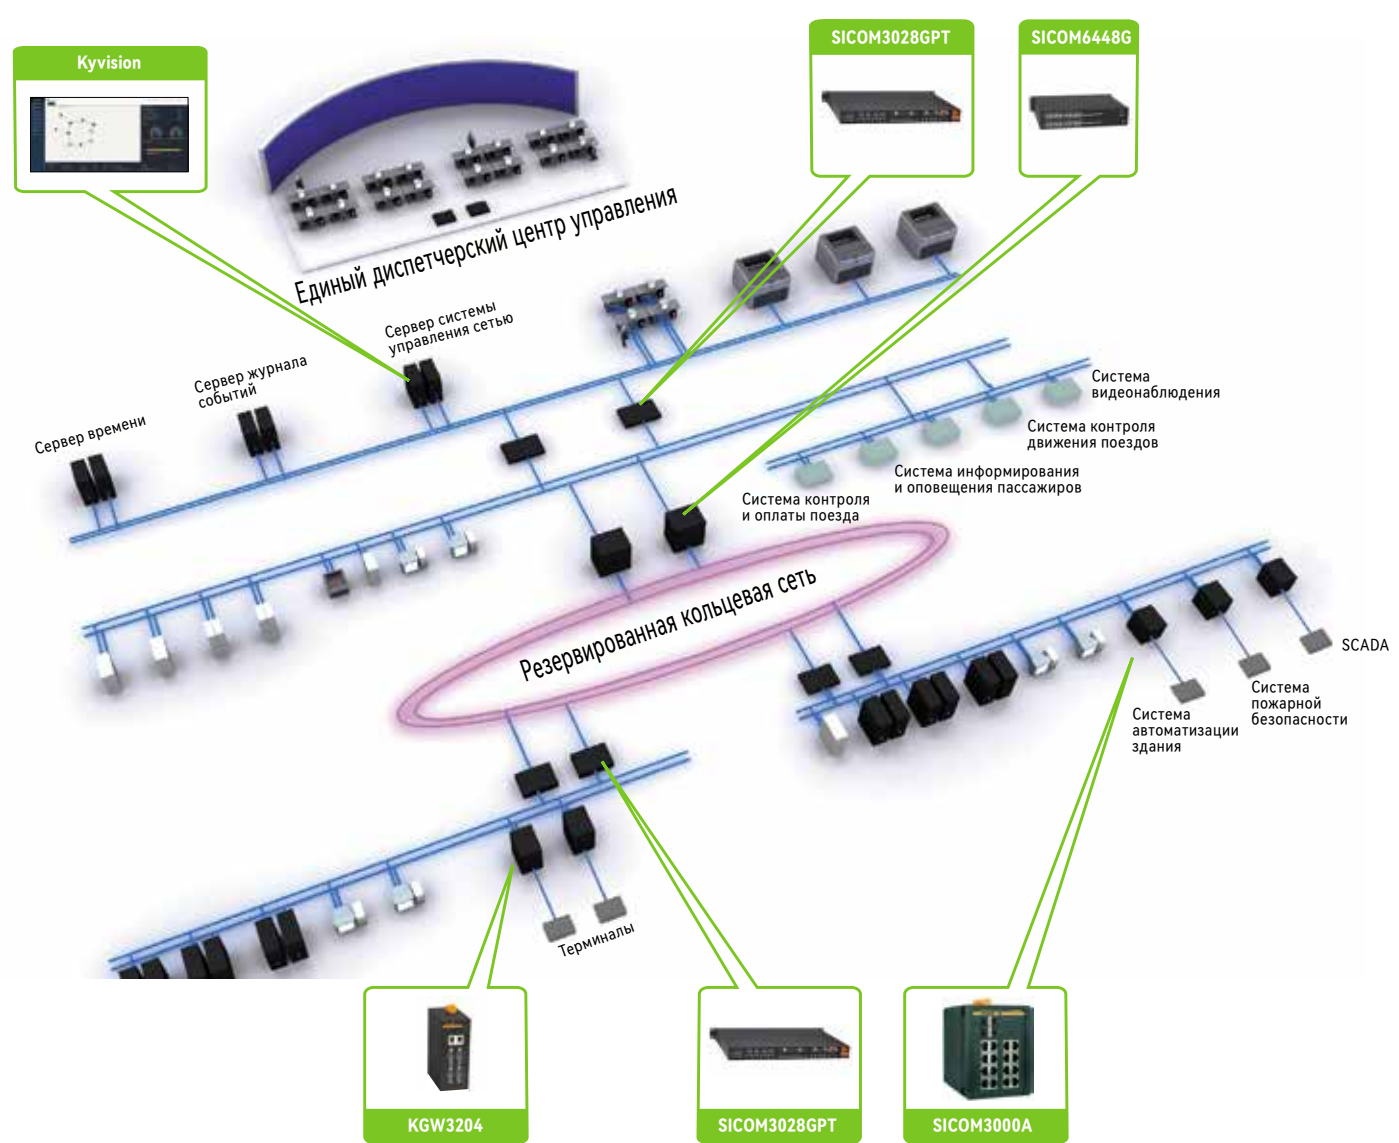 Kyvision
SICOM3028GPT
SICOM6448G
Единый диспетчерский центр управления
Сервер системы
управления сетью
Сервер журнала
событий
Сервер времени
Система
видеонаблюдения
Система контроля
движения поездов
Система информирования
и оповещения пассажиров
Система контроля
и оплаты поезда
Резервированная кольцевая сеть
SCADA
Система
пожарной
безопасности
Система
автоматизации
здания
Терминалы
KGW3204
SICOM3028GPT
SICOM3000A